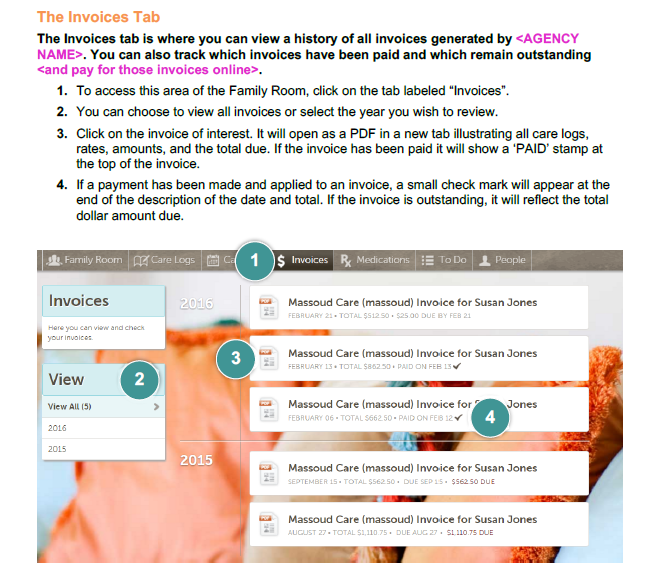 The Invoices Tab
The Invoices tab is where you can view a history of all invoices generated by <AGENCY
NAME>. You can also track which invoices have been paid and which remain outstanding
<and pay for those invoices online>.
1. To access this area of the Family Room, click on the tab labeled “Invoices”.
2. You can choose to view all invoices or select the year you wish to review.
3. Click on the invoice of interest. It will open as a PDF in a new tab illustrating all care logs,
rates, amounts, and the total due. If the invoice has been paid it will show a ‘PAID’ stamp at
the top of the invoice.
4. If a payment has been made and applied to an invoice, a small check mark will appear at the
end of the description of the date and total. If the invoice is outstanding, it will reflect the total
dollar amount due.
Family Room Care Logs Ca 1 $ Invoices Rx Medications To Do People
Invoices
Here you can view and check
your invoices.
View 2
View All (5) >
2016
2015
2016
PDF
Massoud Care (massoud) Invoice for Susan Jones
FEBRUARY 21 • TOTAL $512.50 • $25.00 DUE BY FEB 21
3
PDF
Massoud Care (massoud) Invoice for Susan Jones
FEBRUARY 13 • TOTAL $862.50 • PAID ON FEB 13 ✓
PDF
Massoud Care (massoud) Invoice for S Jones
FEBRUARY 06 • TOTAL $662.50 • PAID ON FEB 12 ✓
4
2015
PDF
Massoud Care (massoud) Invoice for Susan Jones
SEPTEMBER 15 • TOTAL $562.50 • DUE SEP 15 • $562.50 DUE
PDF
Massoud Care (massoud) Invoice for Susan Jones
AUGUST 27 • TOTAL $1,110.75 • DUE AUG 27 • $1,110.75 DUE